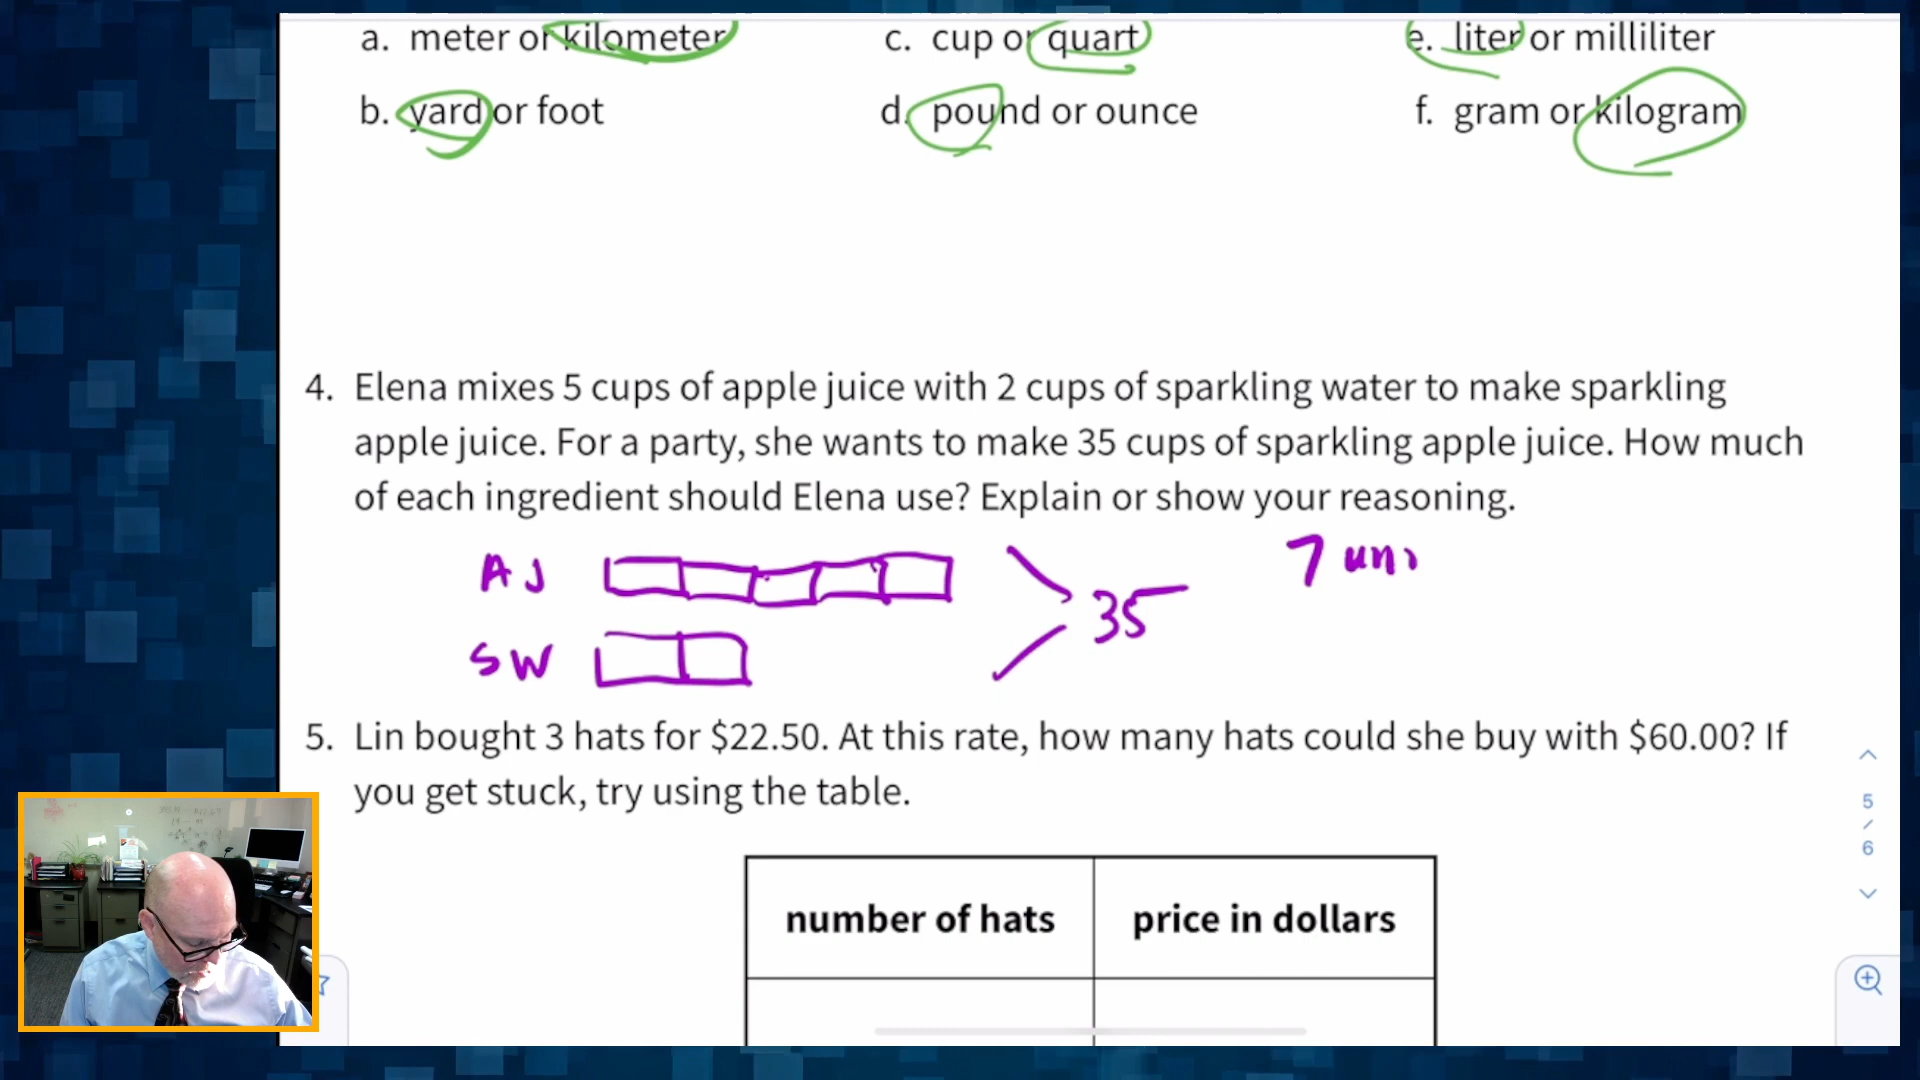 a. meter or kilometer c. cup or quart e. liter or milliliter
b. yard or foot d. pound or ounce f. gram or kilogram
4. Elena mixes 5 cups of apple juice with 2 cups of sparkling water to make sparkling
apple juice. For a party, she wants to make 35 cups of sparkling apple juice. How much
of each ingredient should Elena use? Explain or show your reasoning.
AJ 35 7 uni
SW
5. Lin bought 3 hats for $22.50. At this rate, how many hats could she buy with $60.00? If
you get stuck, try using the table.
number of hats price in dollars
5
/
6